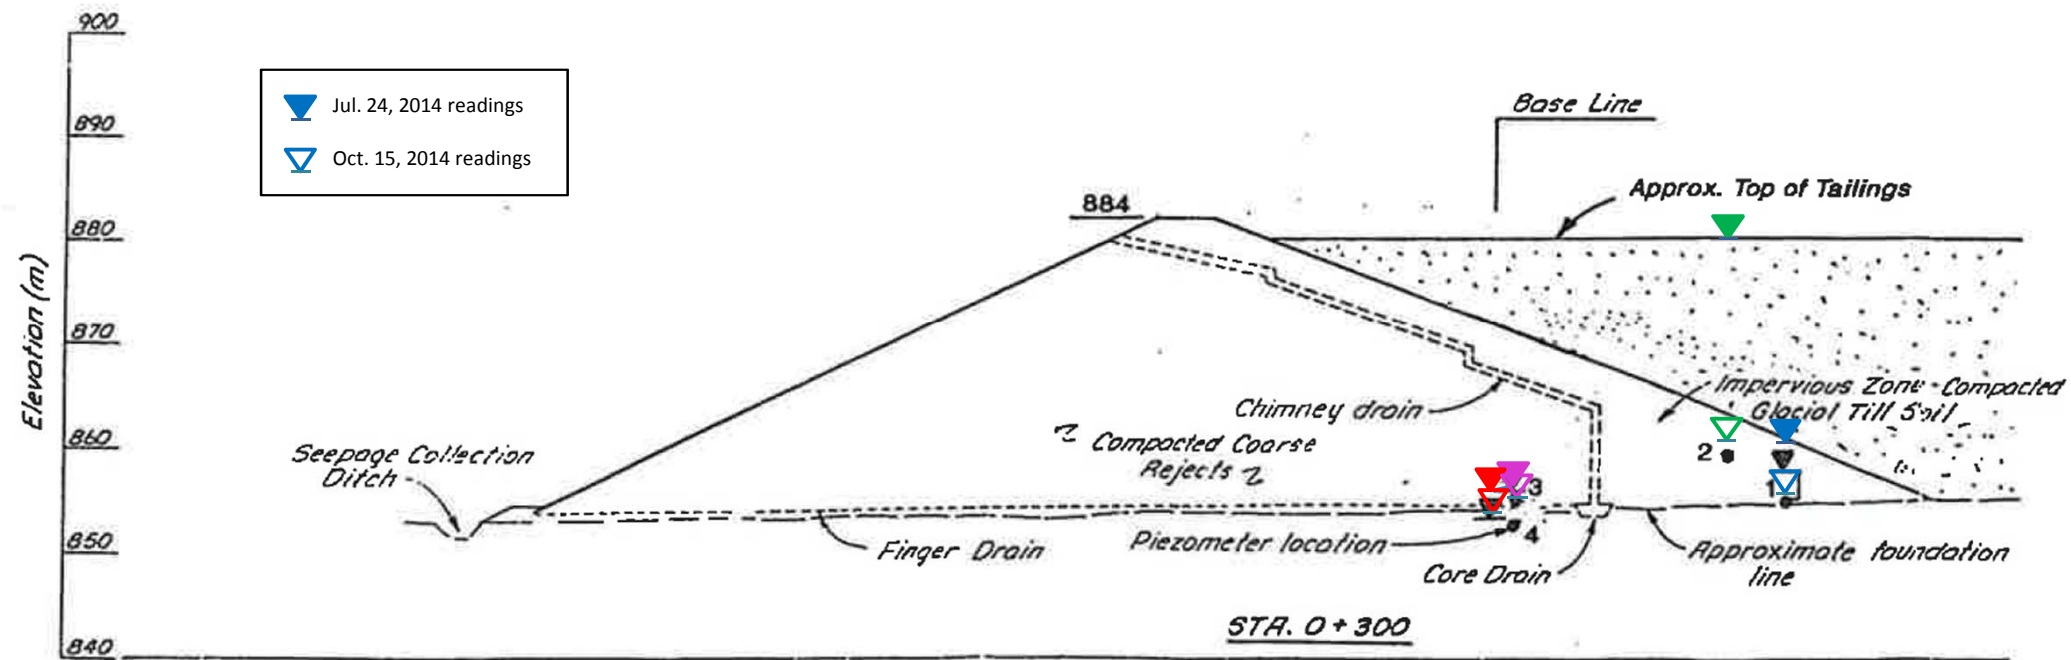 900
Jul. 24, 2014 readings
Oct. 15, 2014 readings
Base Line
890
Approx. Top of Tailings
884
880
Elevation (m)
870
Impervious Zone-Compacted
Glacial Till Soil
Chimney drain
860
Compacted Coarse
Rejects
Seepage Collection
Ditch
2
3
1
4
850
Finger Drain
Piezometer location
Core Drain
Approximate foundation
line
STA. 0+300
840